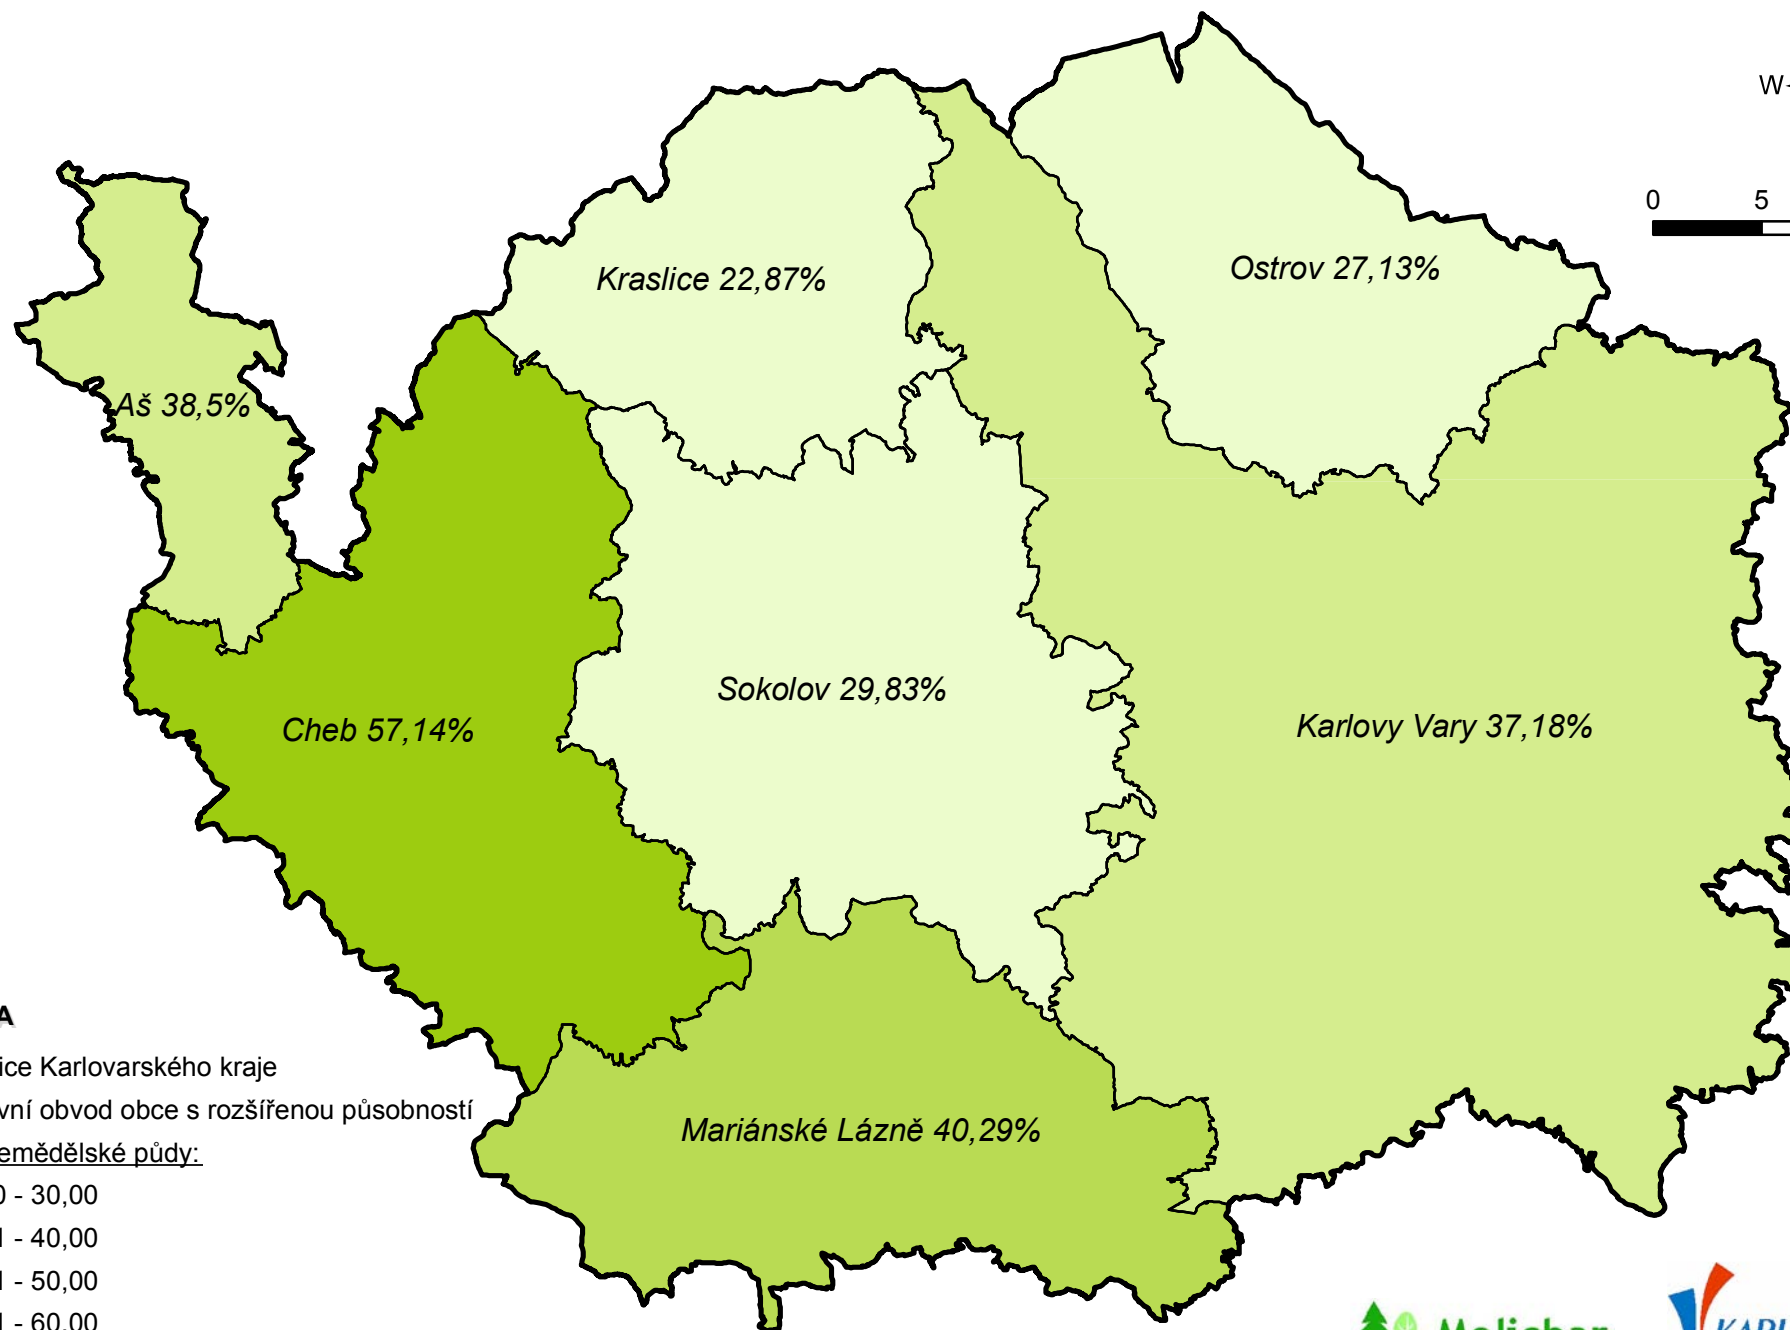 W
0 5
Kraslice 22,87%
Ostrov 27,13%
Aš 38,5%
Sokolov 29,83%
Cheb 57,14%
Karlovy Vary 37,18%
Mariánské Lázně 40,29%
A
ice Karlovarského kraje
vní obvod obce s rozšířenou působností
emědělské půdy:
0 - 30,00
1 - 40,00
1 - 50,00
1 - 60,00